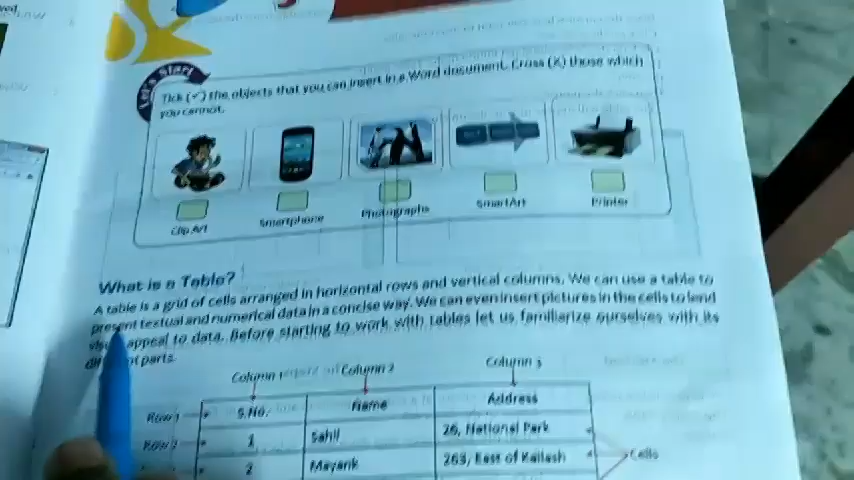 Let's Start
Tick (✓) the objects that you can insert in a Word document. Cross (X) those which
you cannot.
Clip Art
Smartphone
Photographs
SmartArt
Printer
What is a Table?
A table is a grid of cells arranged in horizontal rows and vertical columns. We can use a table to
present textual and numerical data in a concise way. We can even insert pictures in the cells to lend
appeal to data. Before starting to work with tables let us familiarize ourselves with its
parts.
Column 1 Column 2 Column 3
Row 1 S.No. Name Address
Row 2 1 Sahil 26, National Park
2 Mayank 263, East of Kailash Cells